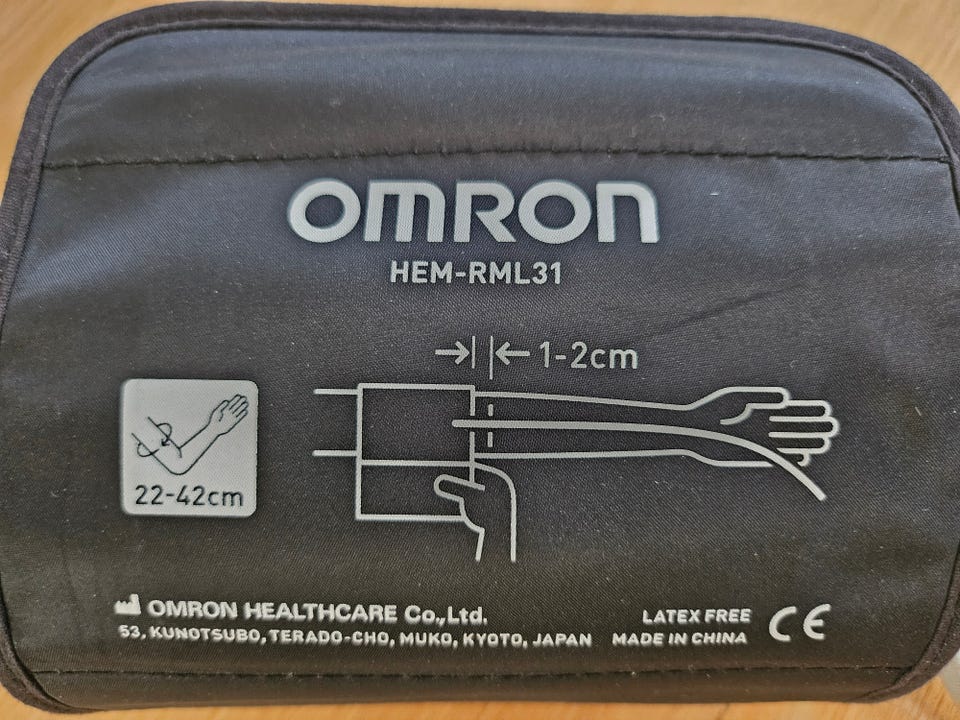 OMRON
HEM-RML31
1-2cm
22-42cm
OMRON HEALTHCARE Co.,Ltd.
53, KUNOTSUBO, TERADO-CHO, MUKO, KYOTO, JAPAN
LATEX FREE
MADE IN CHINA
CE